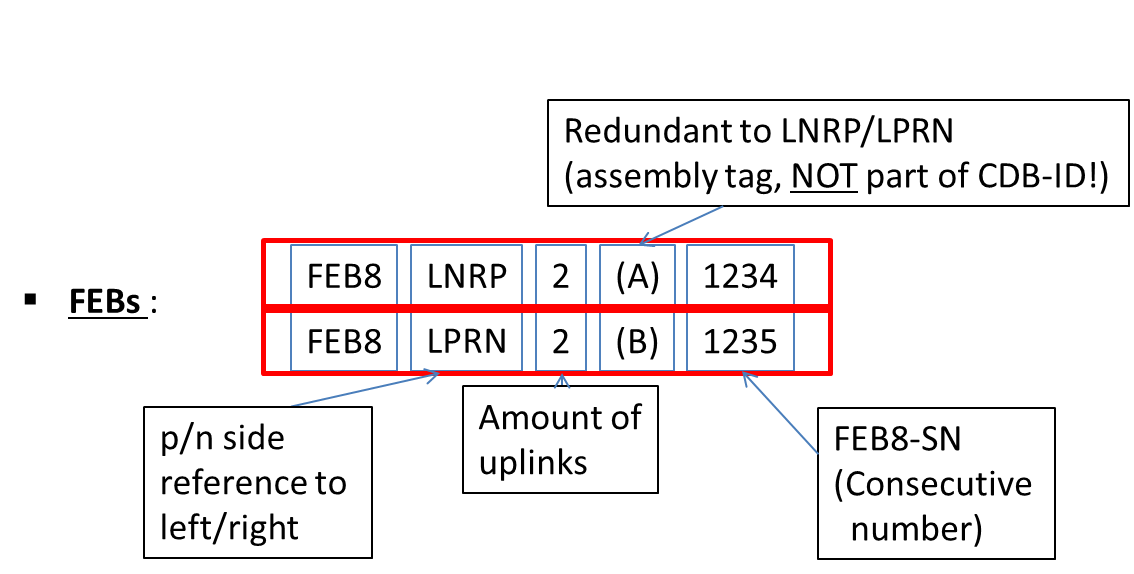 Redundant to LNRP/LPRN
(assembly tag, NOT part of CDB-ID!)
▪ FEBs :
FEB8 LNRP 2 (A) 1234
FEB8 LPRN 2 (B) 1235
p/n side
reference to
left/right
Amount of
uplinks
FEB8-SN
(Consecutive
number)